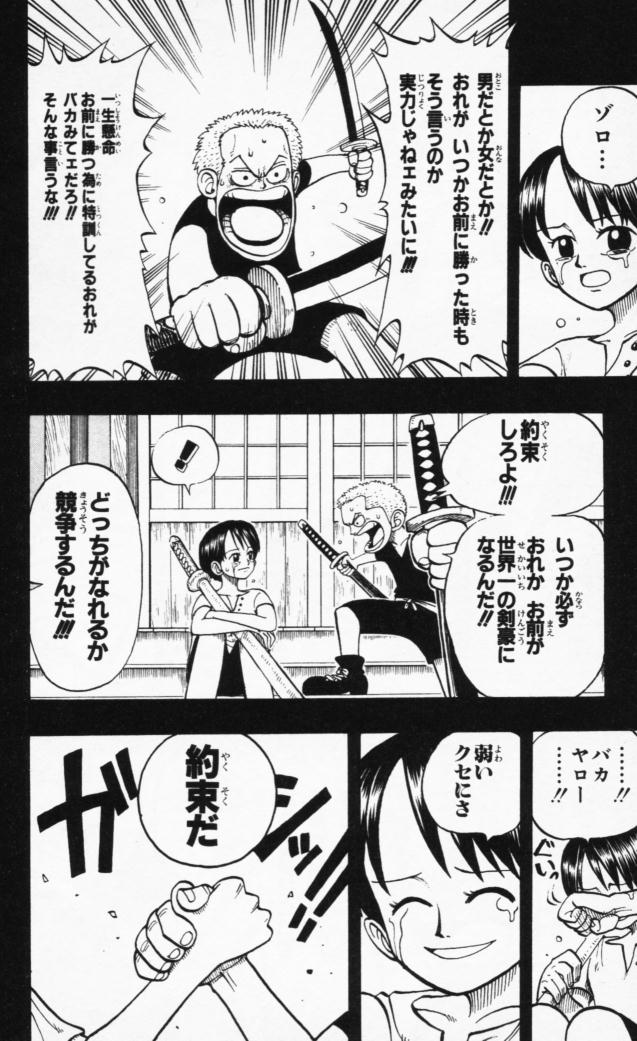 ゾロ…
男だとか女だとか!!
おれが いつかお前に勝った時も
そう言うのか
実力じゃねェみたいに!!!
一生懸命
お前に勝つ為に特訓してるおれが
バカみてェだろ!!
そんな事言うな!!!
約束
しろよ!!!
いつか必ず
おれか お前が
世界一の剣豪に
なるんだ!!
!!
どっちがなれるか
競争するんだ!!!
……!!
バカ
ヤロー
……!!
ぐいっ
弱い
クセにさ
約束だ
ガシッ!!